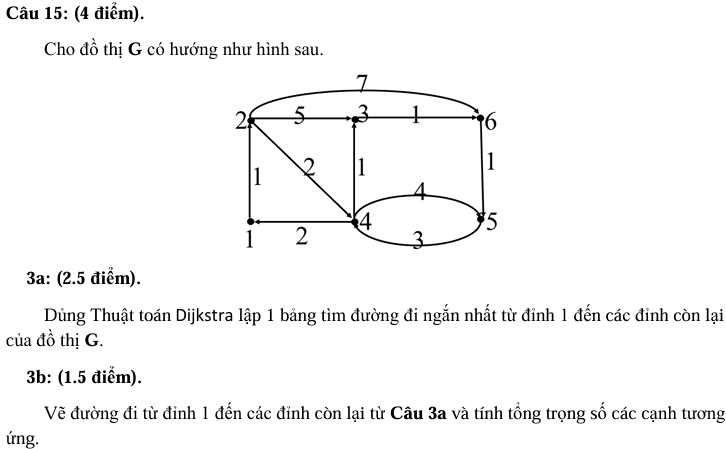 Câu 15: (4 điểm).
Cho đồ thị G có hướng như hình sau.
7
2 5 3 1 6
1 2 1 4 1
1 2 4 3 5
3a: (2.5 điểm).
Dùng Thuật toán Dijkstra lập 1 bảng tìm đường đi ngắn nhất từ đỉnh 1 đến các đỉnh còn lại
của đồ thị G.
3b: (1.5 điểm).
Vẽ đường đi từ đỉnh 1 đến các đỉnh còn lại từ Câu 3a và tính tổng trọng số các cạnh tương
ứng.